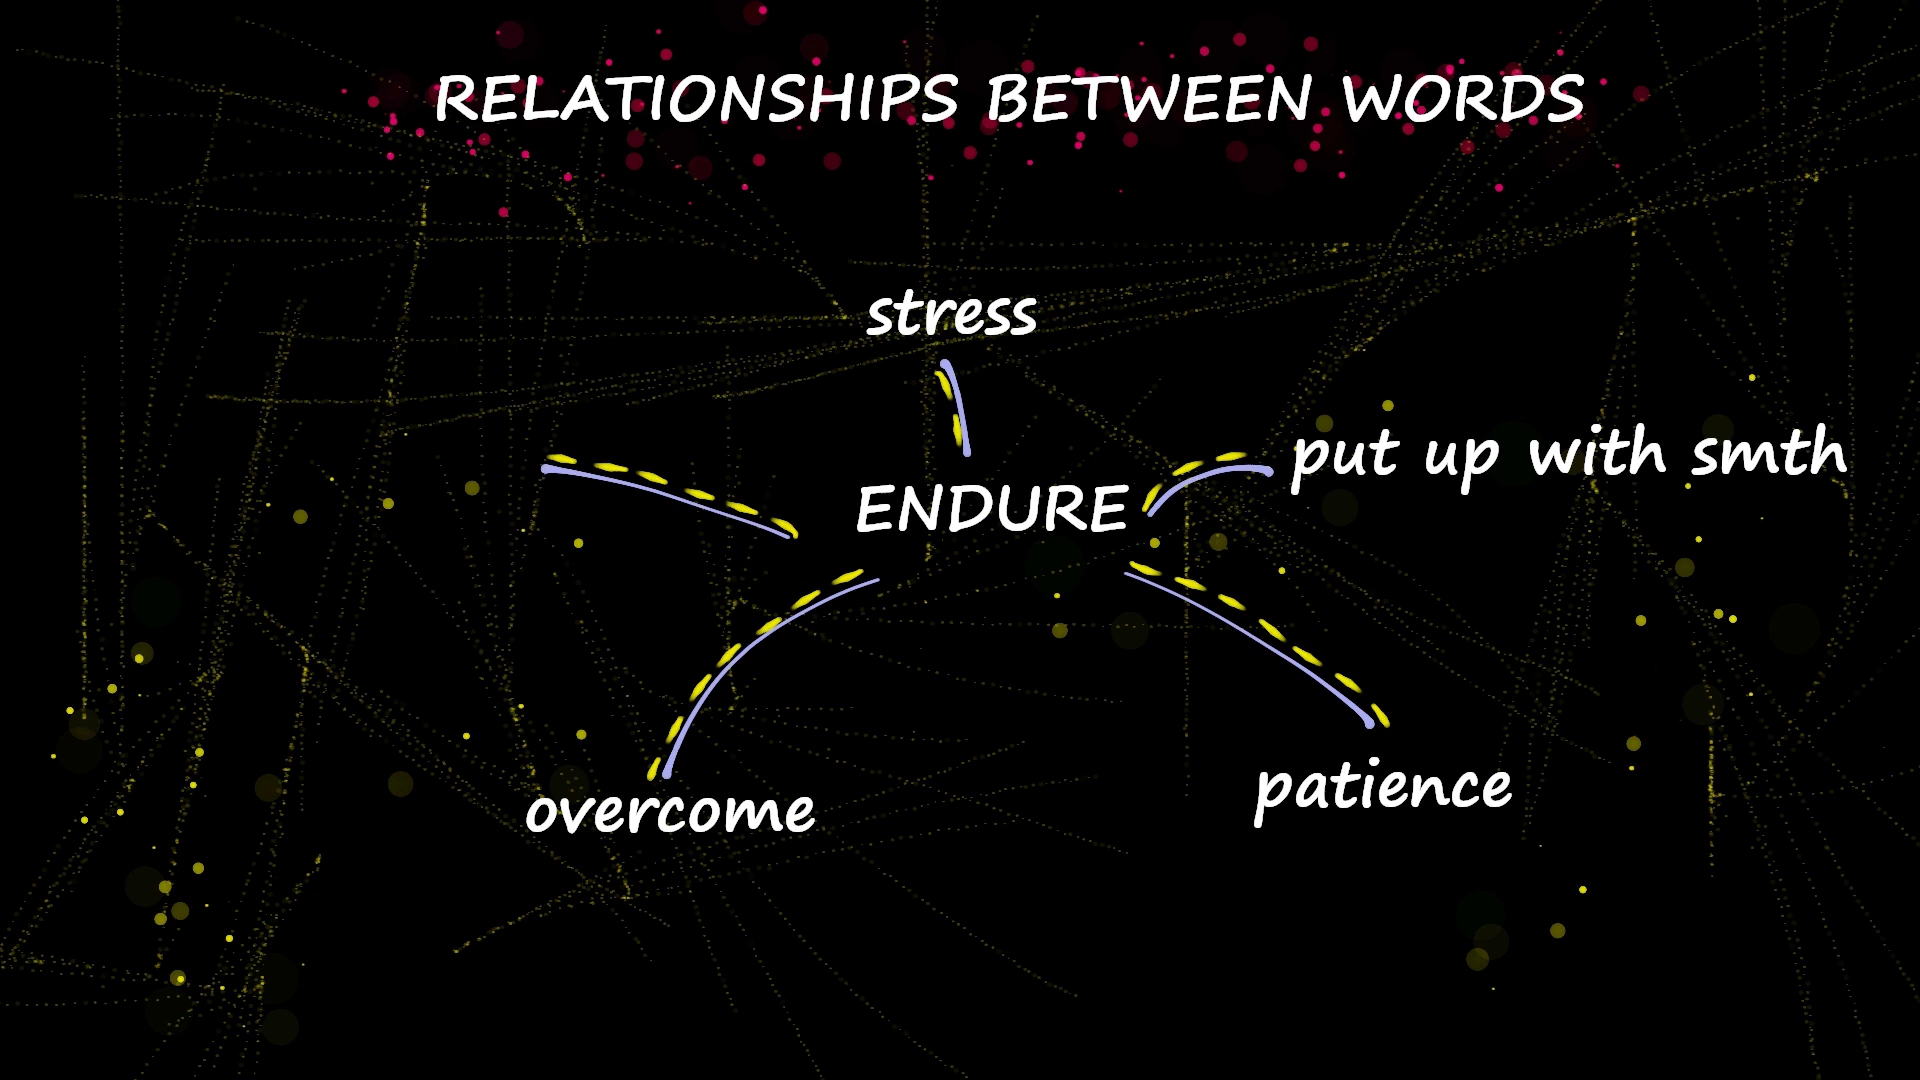 RELATIONSHIPS BETWEEN WORDS
stress
put up with smth
ENDURE
overcome
patience